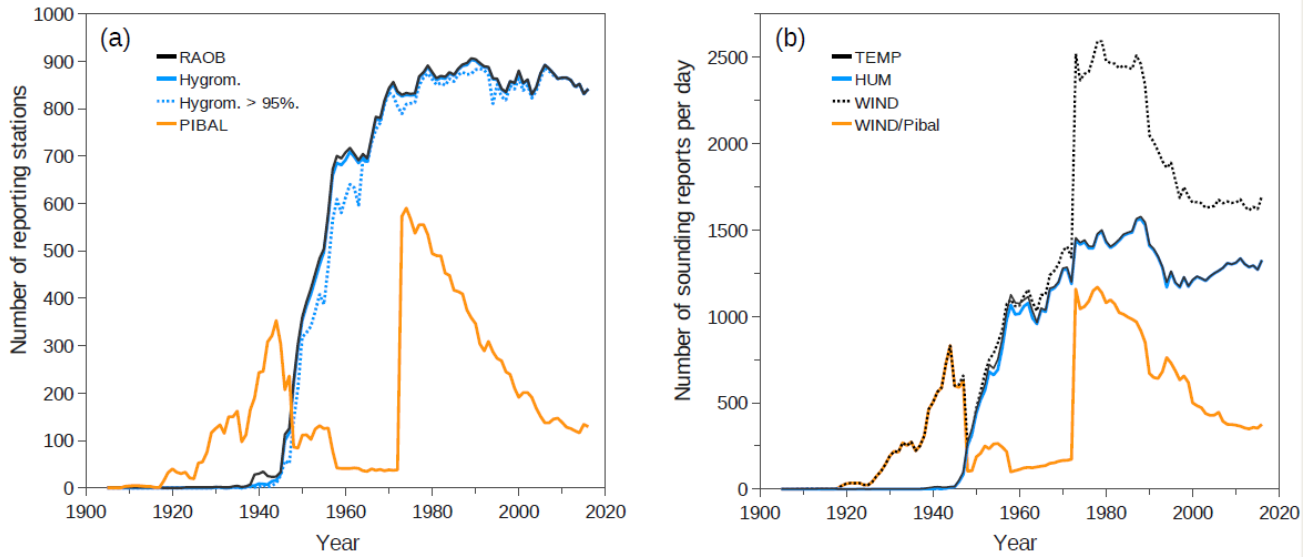 (a)
RAOB
Hygrom.
Hygrom. > 95%.
PIBAL
Number of reporting stations
1000
900
800
700
600
500
400
300
200
100
0
1900 1920 1940 1960 1980 2000 2020
Year
(b)
TEMP
HUM
WIND
WIND/Pibal
Number of sounding reports per day
2500
2000
1500
1000
500
0
1900 1920 1940 1960 1980 2000 2020
Year